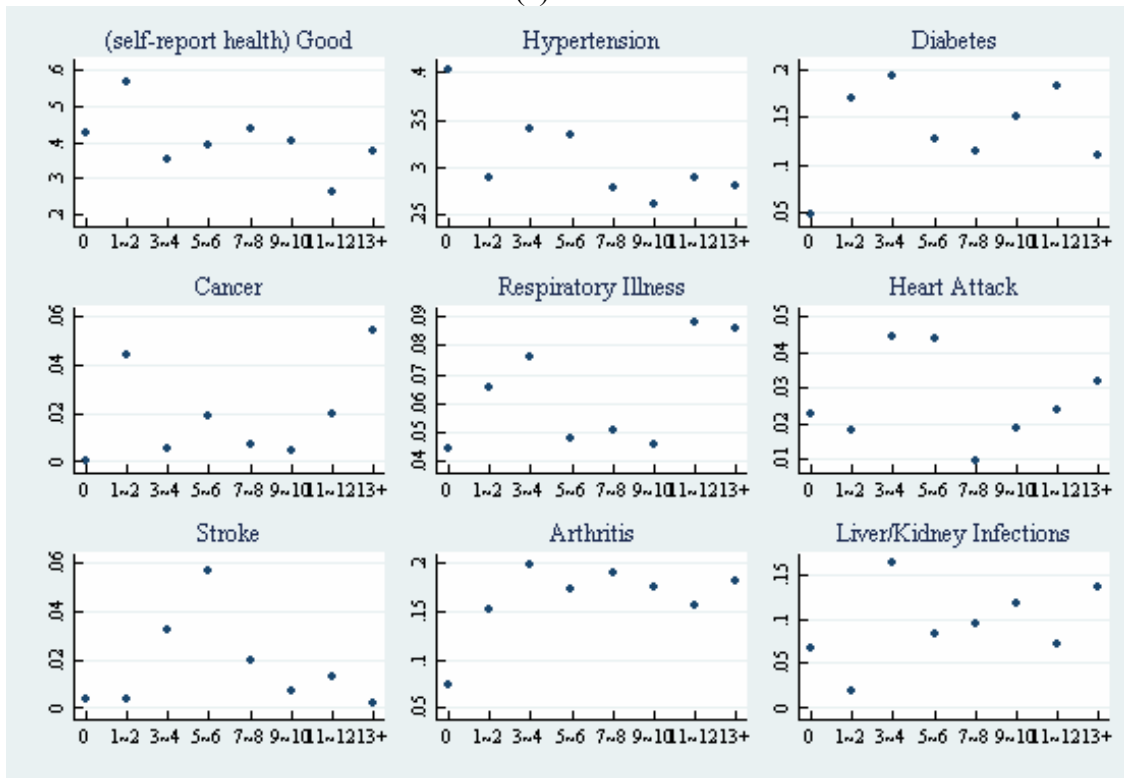 (self-report health) Good
.6
.5
.4
.3
.2
0 1~2 3~4 5~6 7~8 9~10 11~12 13+
Hypertension
.4
.35
.3
.25
0 1~2 3~4 5~6 7~8 9~10 11~12 13+
Diabetes
.2
.15
.1
.05
0 1~2 3~4 5~6 7~8 9~10 11~12 13+
Cancer
.06
.04
.02
0
0 1~2 3~4 5~6 7~8 9~10 11~12 13+
Respiratory Illness
.09
.08
.07
.06
.05
.04
0 1~2 3~4 5~6 7~8 9~10 11~12 13+
Heart Attack
.05
.04
.03
.02
.01
0 1~2 3~4 5~6 7~8 9~10 11~12 13+
Stroke
.06
.04
.02
0
0 1~2 3~4 5~6 7~8 9~10 11~12 13+
Arthritis
.2
.15
.1
.05
0 1~2 3~4 5~6 7~8 9~10 11~12 13+
Liver/Kidney Infections
.15
.1
.05
0
0 1~2 3~4 5~6 7~8 9~10 11~12 13+